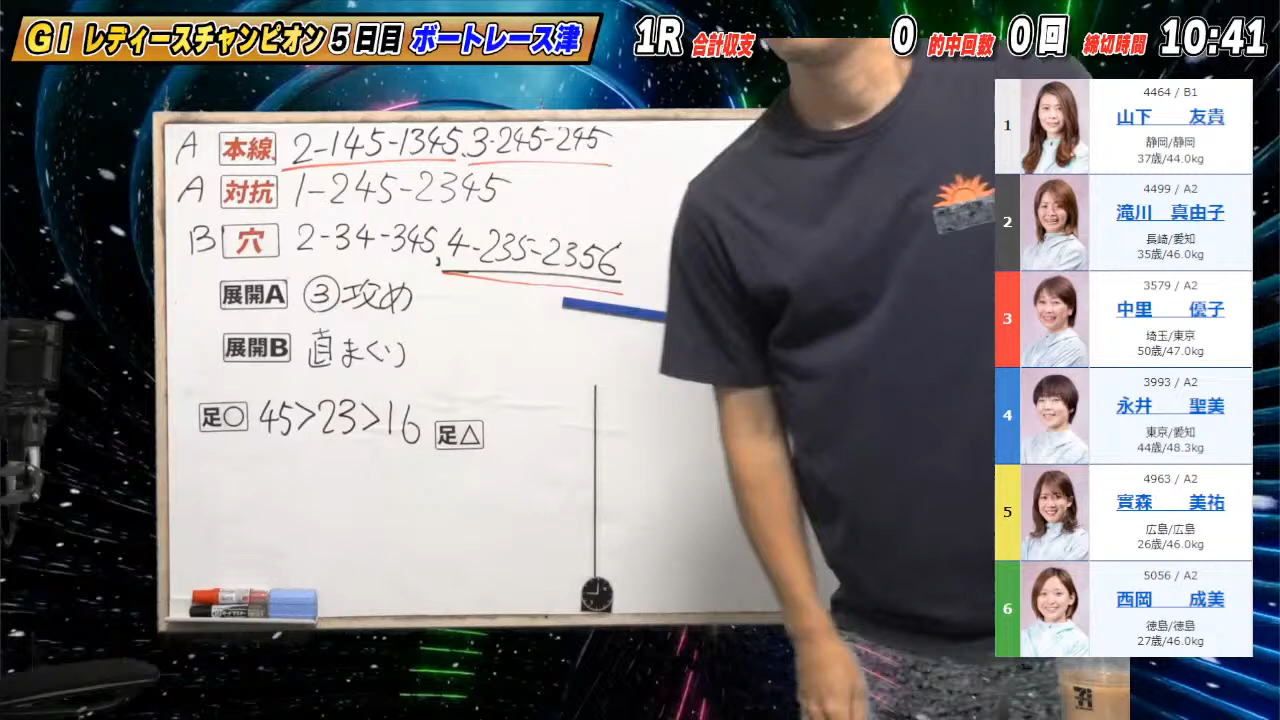 GI レディースチャンピオン 5日目 ボートレース津
1R 合計収支 0 的中回数 0回 締切時間 10:41
A 本線 2-145-1345, 3-245-245
A 対抗 1-245-2345
B 穴 2-34-345, 4-235-2356
展開A ③攻め
展開B 直まくり
足○ 45>23>16 足△
1
4464 / B1
山下 友貴
静岡/静岡
37歳/44.0kg
2
4499 / A2
滝川 真由子
長崎/愛知
35歳/46.0kg
3
3579 / A2
中里 優子
埼玉/東京
50歳/47.0kg
4
3993 / A2
永井 聖美
東京/愛知
44歳/48.3kg
5
4963 / A2
實森 美祐
広島/広島
26歳/46.0kg
6
5056 / A2
西岡 成美
徳島/徳島
27歳/46.0kg